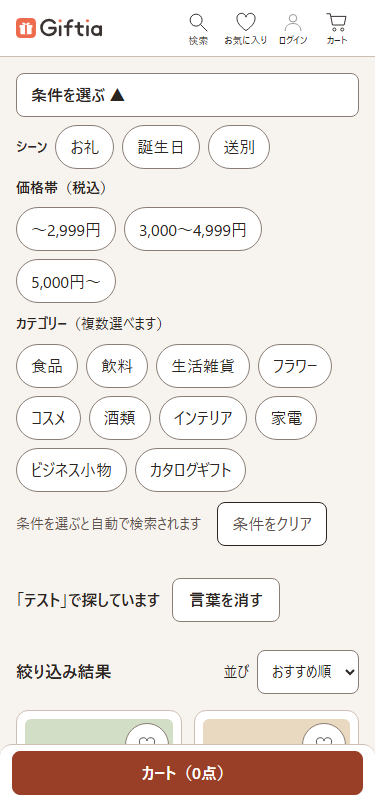 Giftia
検索 お気に入り ログイン カート
条件を選ぶ ▲
シーン お礼 誕生日 送別
価格帯（税込）
～2,999円 3,000～4,999円
5,000円～
カテゴリー（複数選べます）
食品 飲料 生活雑貨 フラワー
コスメ 酒類 インテリア 家電
ビジネス小物 カタログギフト
条件を選ぶと自動で検索されます 条件をクリア
「テスト」で探しています 言葉を消す
絞り込み結果 並び おすすめ順
カート（0点）